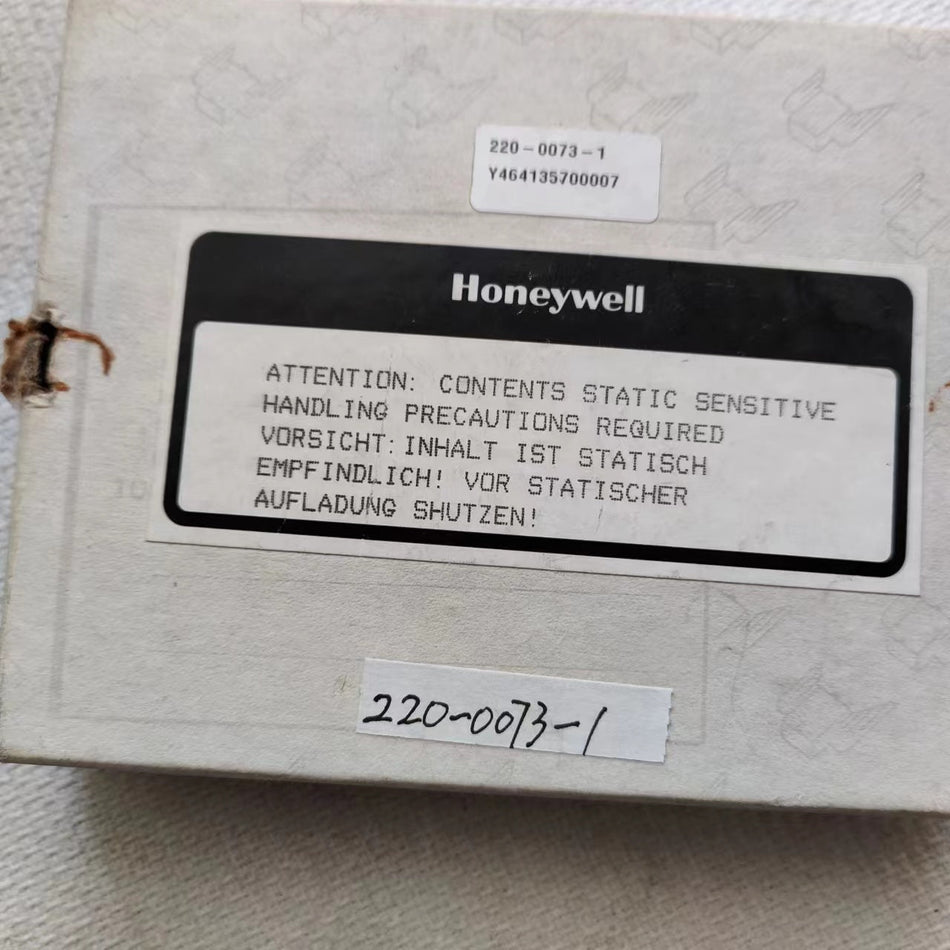 220-0073-1
Y464135700007
Honeywell
ATTENTION: CONTENTS STATIC SENSITIVE
HANDLING PRECAUTIONS REQUIRED
VORSICHT: INHALT IST STATISCH
EMPFINDLICH! VOR STATISCHER
AUFLADUNG SHUTZEN!
220-0073-1